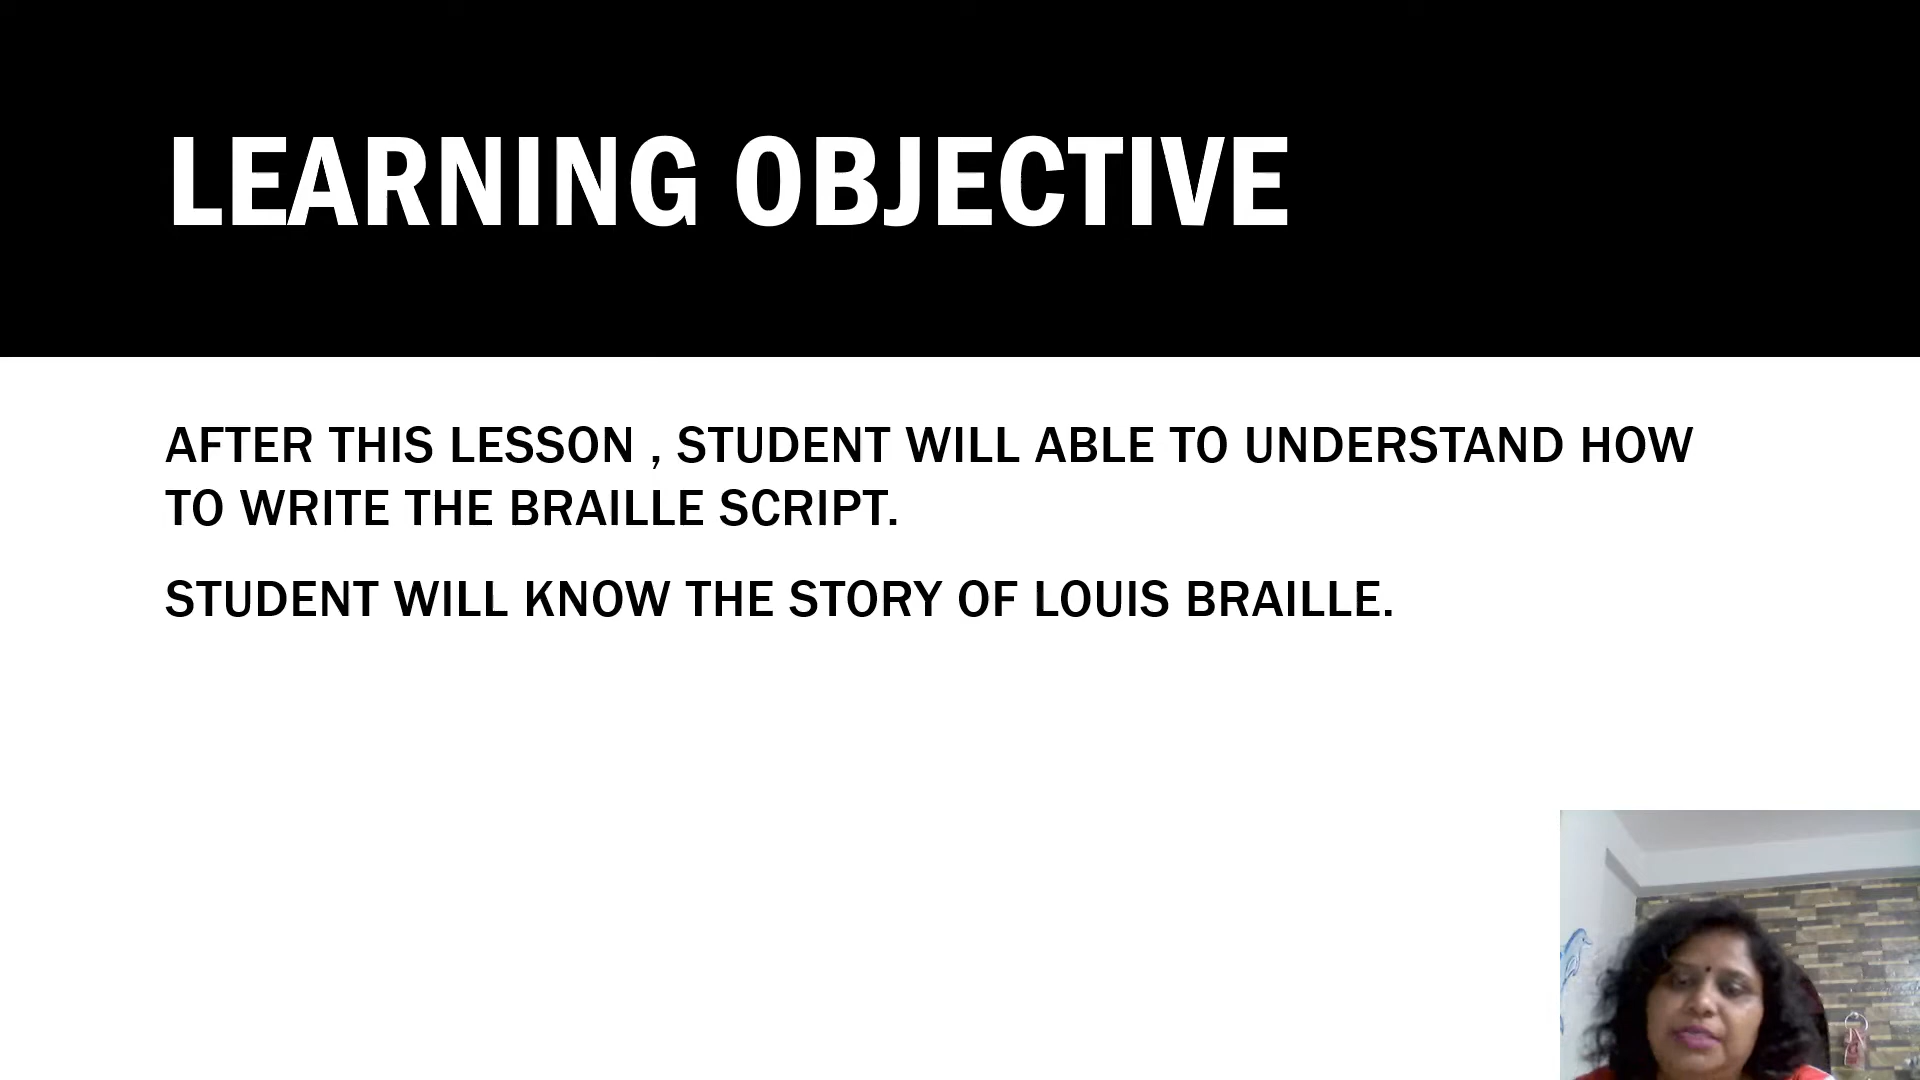 LEARNING OBJECTIVE
AFTER THIS LESSON , STUDENT WILL ABLE TO UNDERSTAND HOW
TO WRITE THE BRAILLE SCRIPT.
STUDENT WILL KNOW THE STORY OF LOUIS BRAILLE.